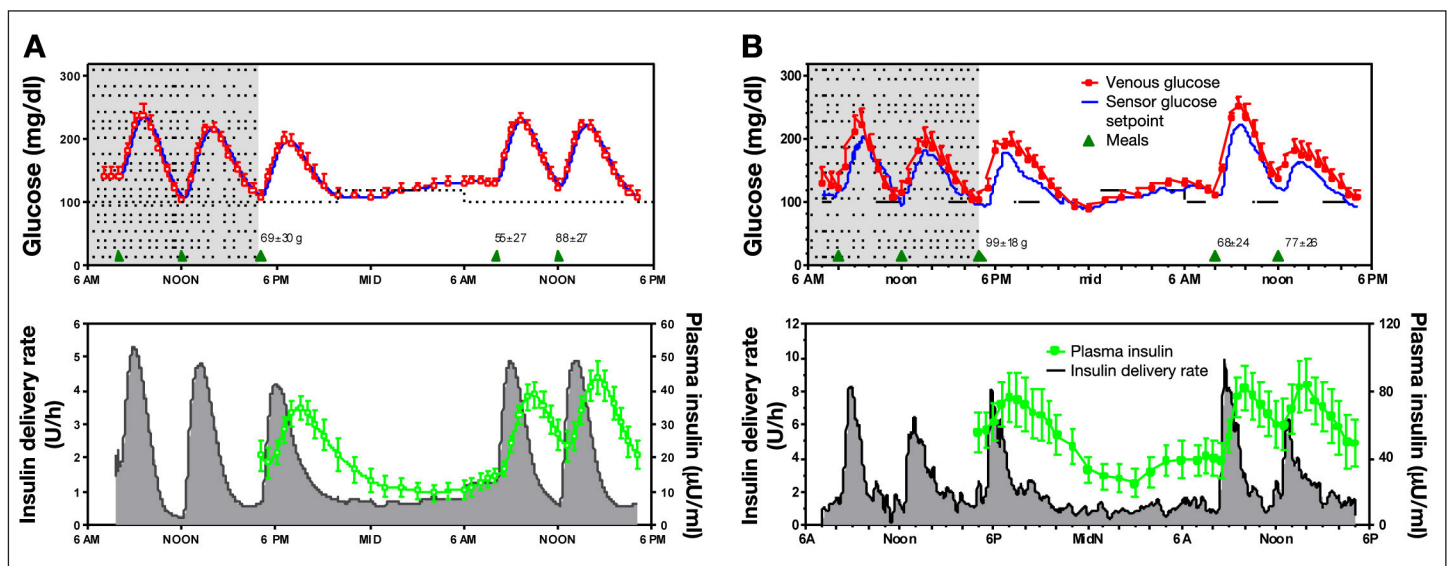 A
Glucose (mg/dl)
300
200
100
0
69±30 g
55±27
88±27
6 AM
NOON
6 PM
MID
6 AM
NOON
6 PM
Insulin delivery rate
(U/h)
6
5
4
3
2
1
0
60
50
40
30
20
10
0
Plasma insulin (µU/ml)
6 AM
NOON
6 PM
MID
6 AM
NOON
6 PM
B
Glucose (mg/dl)
300
200
100
0
Venous glucose
Sensor glucose
setpoint
Meals
99±18 g
68±24
77±26
6 AM
noon
6PM
mid
6 AM
noon
6 PM
Insulin delivery rate
(U/h)
12
10
8
6
4
2
0
Plasma insulin
Insulin delivery rate
120
80
40
0
Plasma insulin (µU/ml)
6A
Noon
6P
MidN
6A
Noon
6P